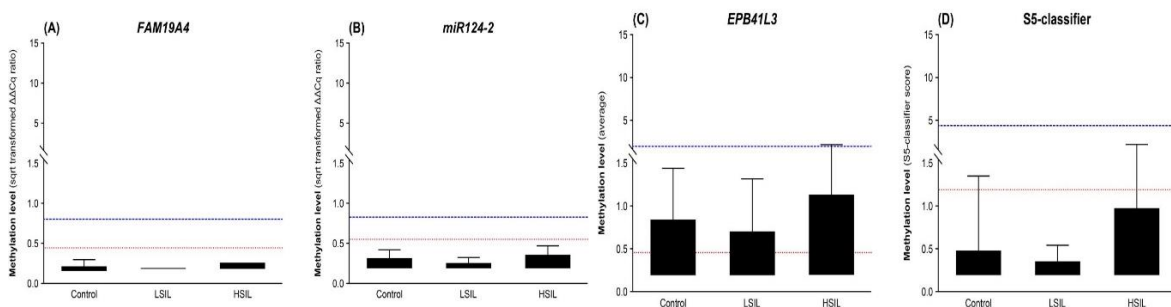 (A) FAM19A4
Methylation level (sqrt transformed ΔΔCq ratio)
15
10
5
1.5
1.0
0.5
0.0
Control LSIL HSIL
(B) miR124-2
Methylation level (sqrt transformed ΔΔCq ratio)
15
10
5
1.5
1.0
0.5
0.0
Control LSIL HSIL
(C) EPB41L3
Methylation level (average)
15
10
5
1.5
1.0
0.5
0.0
Control LSIL HSIL
(D) S5-classifier
Methylation level (S5-classifier score)
15
10
5
1.5
1.0
0.5
0.0
Control LSIL HSIL